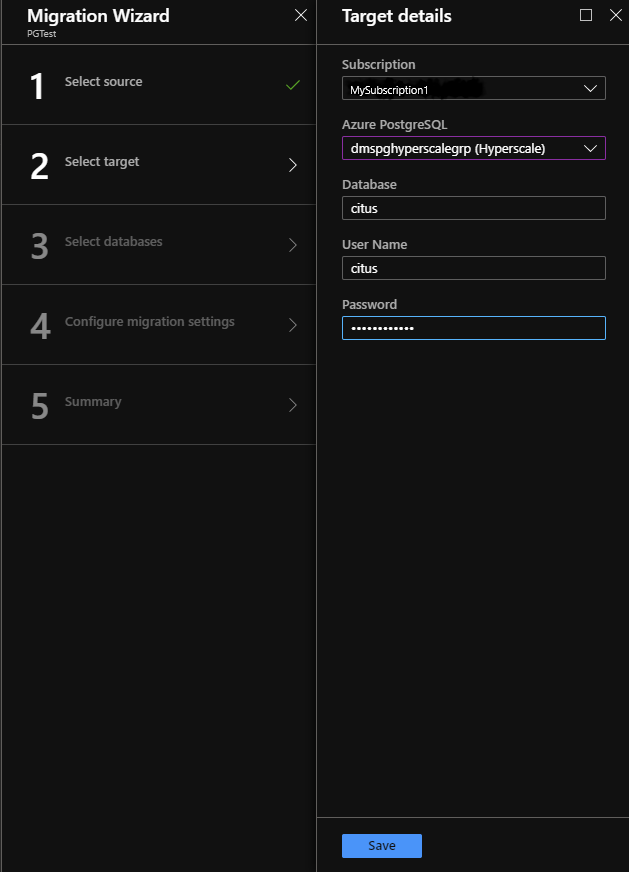 Migration Wizard
PGTest
1 Select source
2 Select target
3 Select databases
4 Configure migration settings
5 Summary
Target details
Subscription
MySubscription1
Azure PostgreSQL
dmspghyperscalegrp (Hyperscale)
Database
citus
User Name
citus
Password
••••••••••••
Save